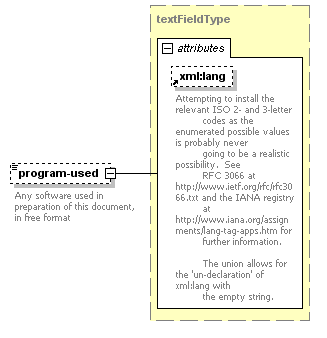 textFieldType
attributes
xml:lang
Attempting to install the
relevant ISO 2- and 3-letter
codes as the
enumerated possible values
is probably never
going to be a realistic
possibility. See
RFC 3066 at
http://www.ietf.org/rfc/rfc30
66.txt and the IANA registry
at
http://www.iana.org/assign
ments/lang-tag-apps.htm for
further information.
The union allows for
the 'un-declaration' of
xml:lang with
the empty string.
program-used
Any software used in
preparation of this document,
in free format